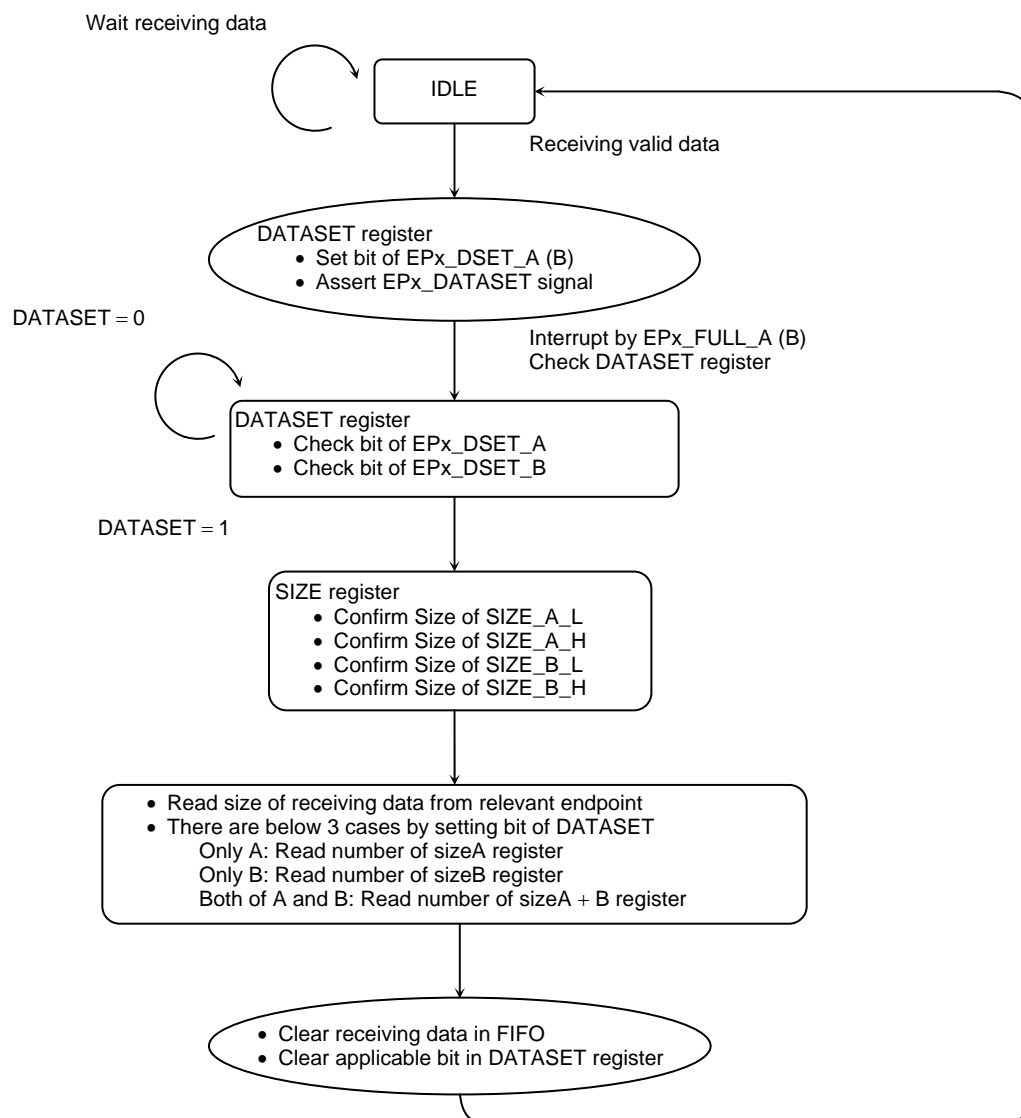 Wait receiving data
IDLE
Receiving valid data
DATASET register
• Set bit of EPx_DSET_A (B)
• Assert EPx_DATASET signal
DATASET = 0
Interrupt by EPx_FULL_A (B)
Check DATASET register
DATASET register
• Check bit of EPx_DSET_A
• Check bit of EPx_DSET_B
DATASET = 1
SIZE register
• Confirm Size of SIZE_A_L
• Confirm Size of SIZE_A_H
• Confirm Size of SIZE_B_L
• Confirm Size of SIZE_B_H
• Read size of receiving data from relevant endpoint
• There are below 3 cases by setting bit of DATASET
Only A: Read number of sizeA register
Only B: Read number of sizeB register
Both of A and B: Read number of sizeA + B register
• Clear receiving data in FIFO
• Clear applicable bit in DATASET register